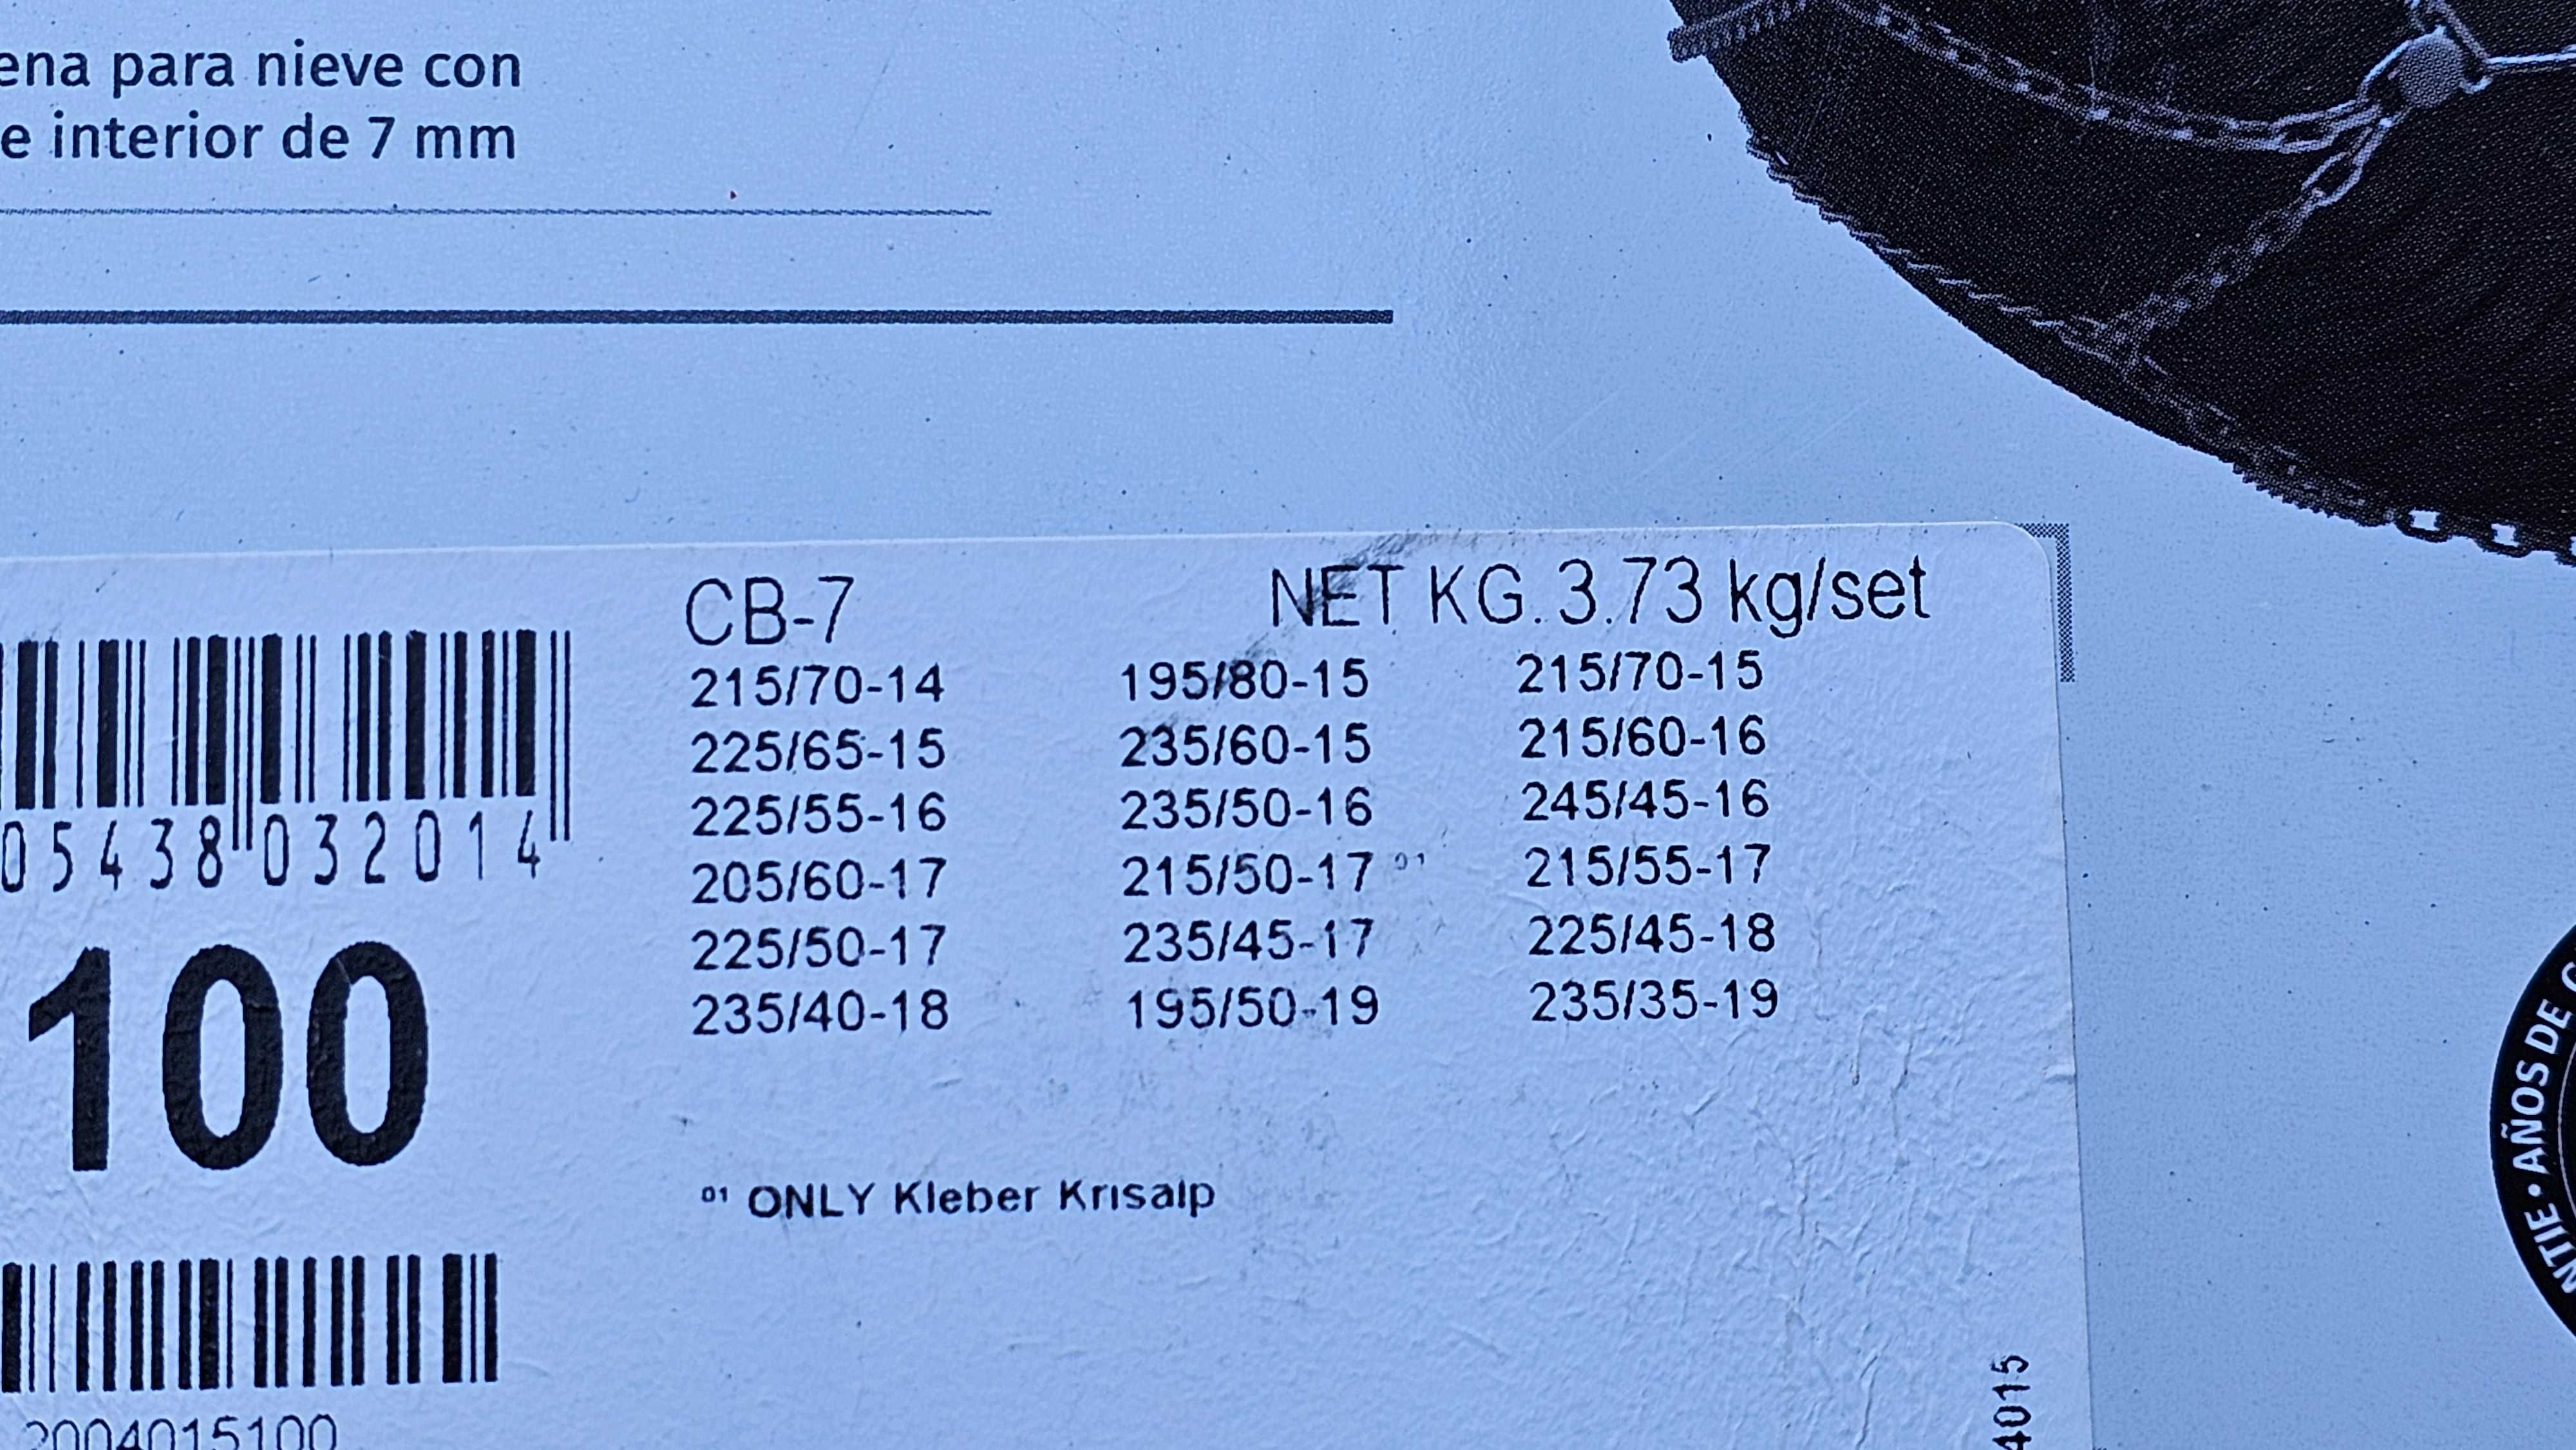 ena para nieve con
e interior de 7 mm
CB-7 NET KG. 3.73 kg/set
215/70-14 195/80-15 215/70-15
225/65-15 235/60-15 215/60-16
225/55-16 235/50-16 245/45-16
205/60-17 215/50-17 ⁰¹ 215/55-17
225/50-17 235/45-17 225/45-18
235/40-18 195/50-19 235/35-19
⁰¹ ONLY Kleber Krisalp
05438 032014
100
2004015100
4015
NTIE • AÑOS DE